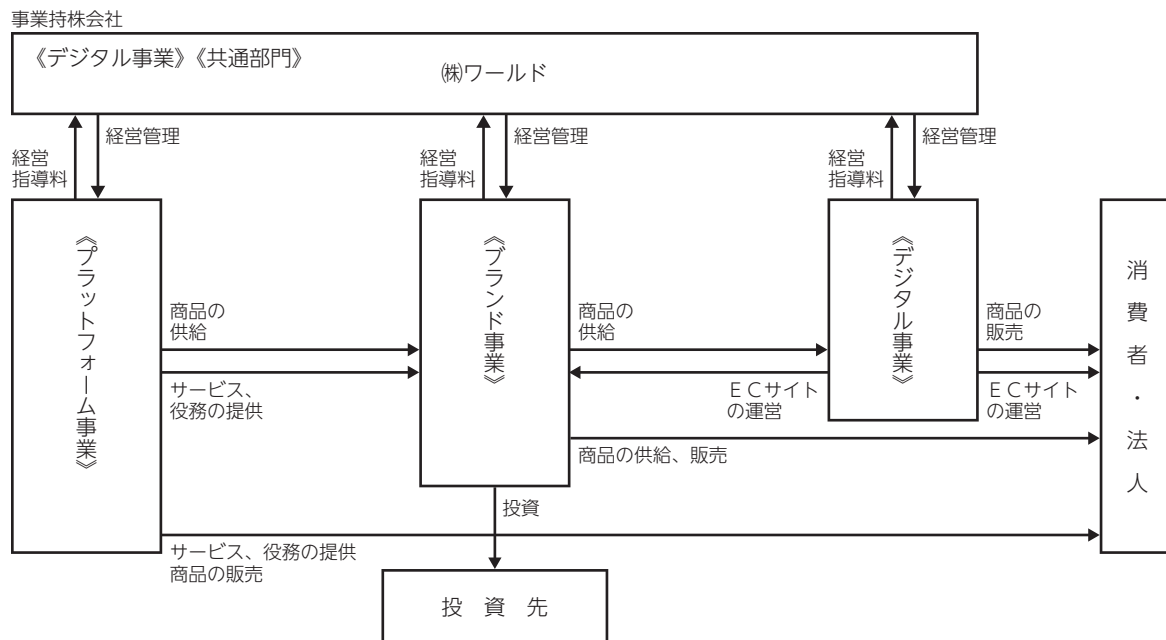 事業持株会社
《デジタル事業》《共通部門》
㈱ワールド
経営
指導料
経営管理
経営
指導料
経営管理
経営
指導料
経営管理
《プラットフォーム事業》
《ブランド事業》
《デジタル事業》
消費者・法人
商品の
供給
サービス、
役務の提供
商品の
供給
ＥＣサイト
の運営
商品の
販売
ＥＣサイト
の運営
商品の供給、販売
投資
サービス、役務の提供
商品の販売
投資先